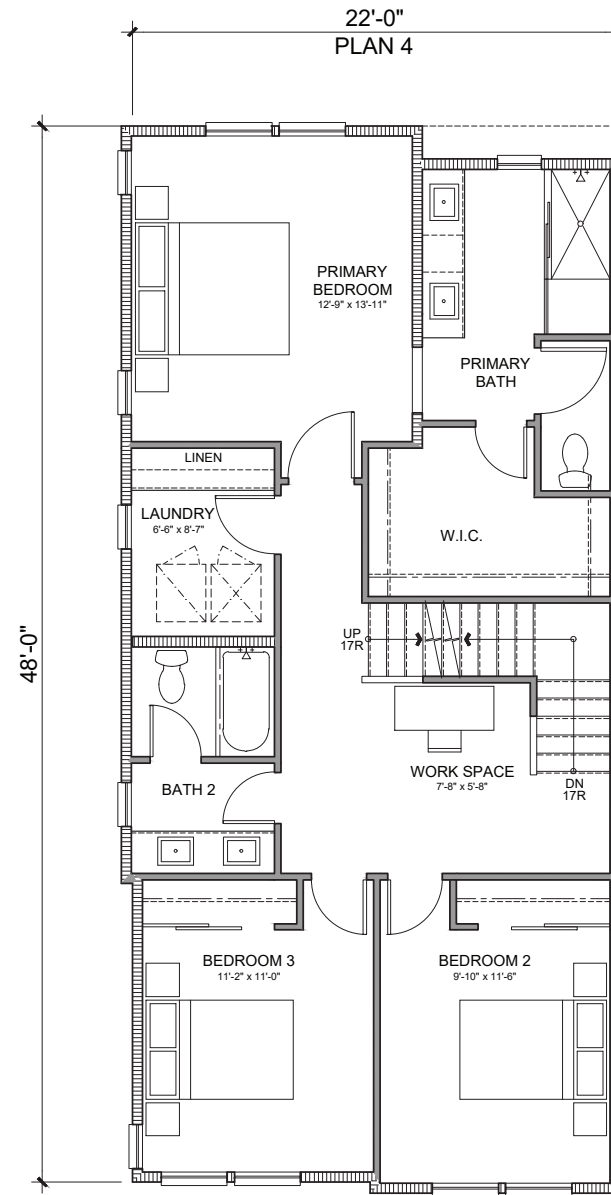 22'-0"
PLAN 4
48'-0"
PRIMARY
BEDROOM
12'-9" x 13'-11"
PRIMARY
BATH
LINEN
LAUNDRY
6'-6" x 8'-7"
W.I.C.
UP
17R
WORK SPACE
7'-8" x 5'-8"
DN
17R
BATH 2
BEDROOM 3
11'-2" x 11'-0"
BEDROOM 2
9'-10" x 11'-6"